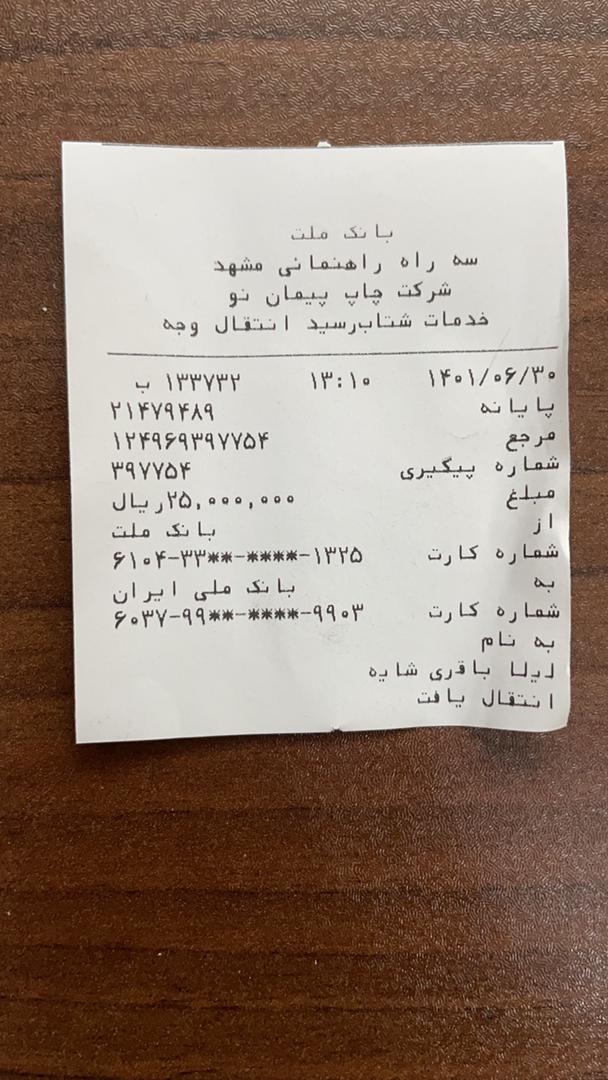 بانک ملت
سه راه راهنمائی مشهد
شرکت چاپ پیمان نو
خدمات شتاب‌رسید انتقال وجه
۱۴۰۱/۰۶/۳۰ ۱۳:۱۰ ۱۳۳۷۳۲ ب
پایانه ۲۱۴۷۹۴۸۹
مرجع ۱۲۴۹۶۹۳۹۷۷۵۴
شماره پیگیری ۳۹۷۷۵۴
مبلغ ۲۵,۰۰۰,۰۰۰ریال
از بانک ملت
شماره کارت ۶۱۰۴-۳۳**-****-۱۳۲۵
به بانک ملی ایران
شماره کارت ۶۰۳۷-۹۹**-****-۹۹۰۳
به نام
لیلا باقری شایه
انتقال یافت